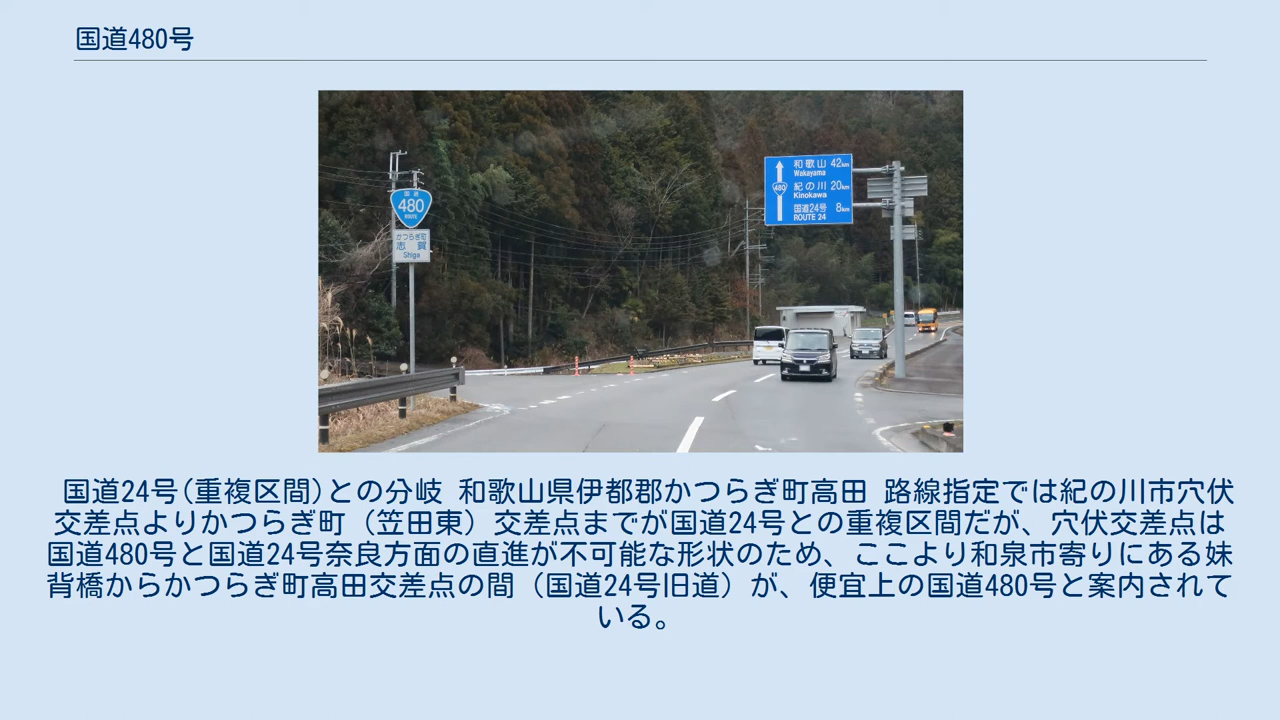 国道480号
国道
480
ROUTE
かつらぎ町
志賀
Shiga
和歌山 42km
Wakayama
480
紀の川 20km
Kinokawa
国道24号 8km
ROUTE 24
国道24号(重複区間)との分岐 和歌山県伊都郡かつらぎ町高田 路線指定では紀の川市穴伏
交差点よりかつらぎ町（笠田東）交差点までが国道24号との重複区間だが、穴伏交差点は
国道480号と国道24号奈良方面の直進が不可能な形状のため、ここより和泉市寄りにある妹
背橋からかつらぎ町高田交差点の間（国道24号旧道）が、便宜上の国道480号と案内されて
いる。